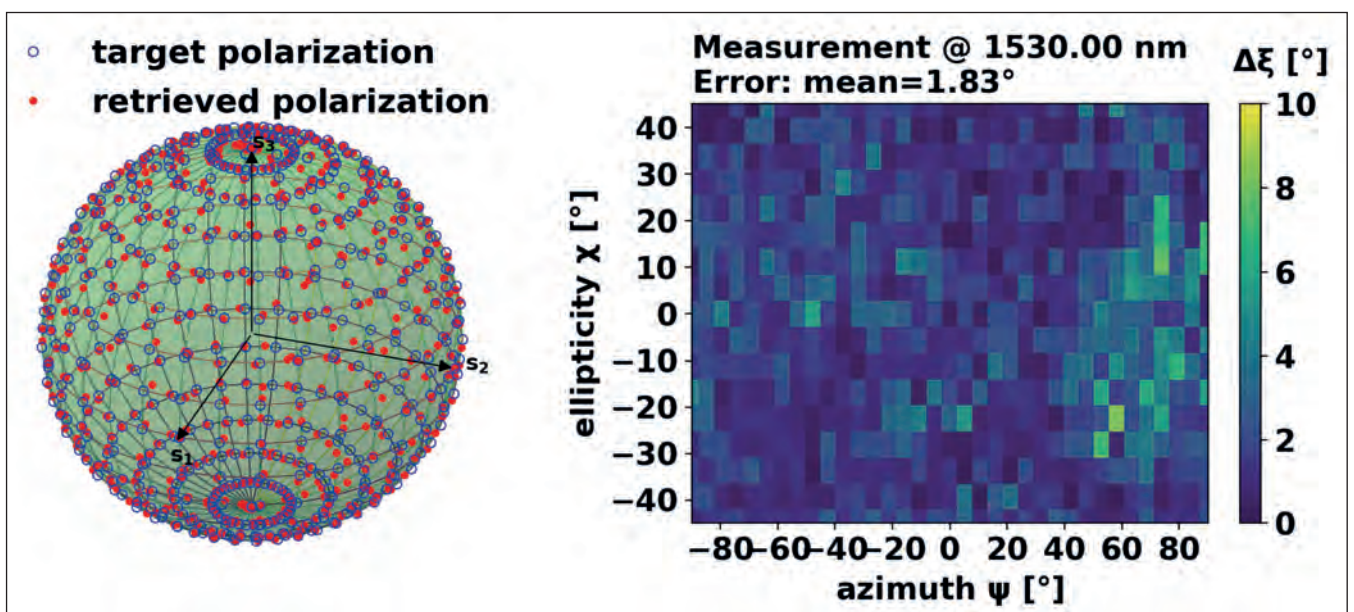 target polarization
retrieved polarization
s3
s2
s1
Measurement @ 1530.00 nm
Error: mean=1.83°
Δξ [°]
ellipticity χ [°]
40
30
20
10
0
−10
−20
−30
−40
−80 −60 −40 −20 0 20 40 60 80
azimuth ψ [°]
10
8
6
4
2
0